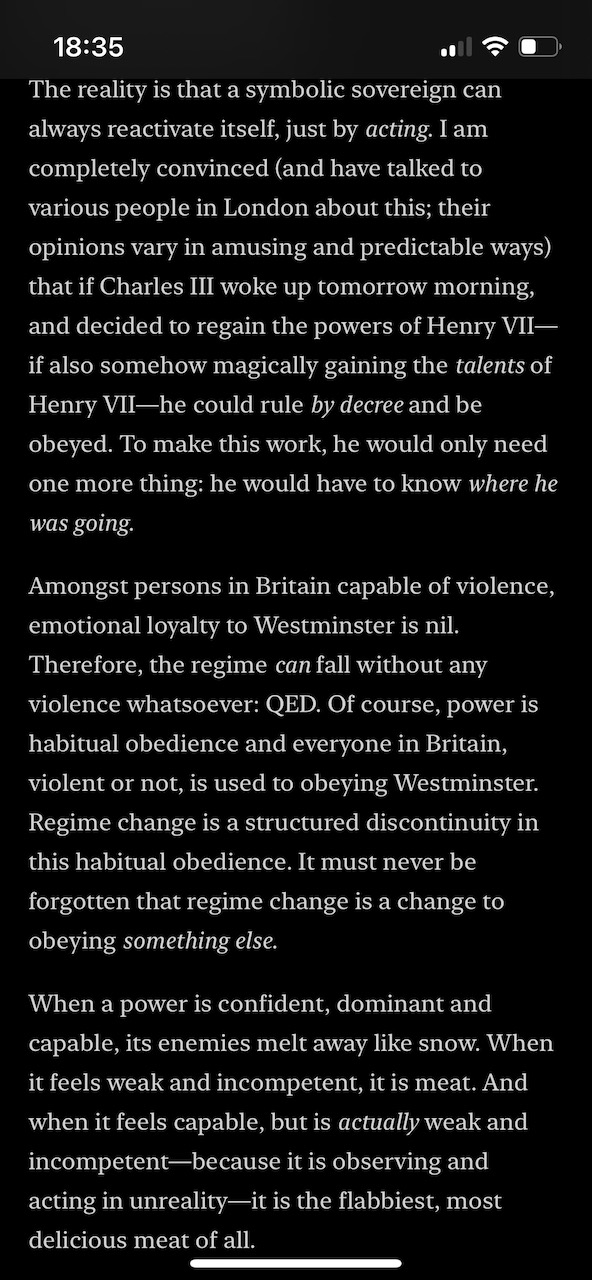 18:35
The reality is that a symbolic sovereign can
always reactivate itself, just by acting. I am
completely convinced (and have talked to
various people in London about this; their
opinions vary in amusing and predictable ways)
that if Charles III woke up tomorrow morning,
and decided to regain the powers of Henry VII—
if also somehow magically gaining the talents of
Henry VII—he could rule by decree and be
obeyed. To make this work, he would only need
one more thing: he would have to know where he
was going.
Amongst persons in Britain capable of violence,
emotional loyalty to Westminster is nil.
Therefore, the regime can fall without any
violence whatsoever: QED. Of course, power is
habitual obedience and everyone in Britain,
violent or not, is used to obeying Westminster.
Regime change is a structured discontinuity in
this habitual obedience. It must never be
forgotten that regime change is a change to
obeying something else.
When a power is confident, dominant and
capable, its enemies melt away like snow. When
it feels weak and incompetent, it is meat. And
when it feels capable, but is actually weak and
incompetent—because it is observing and
acting in unreality—it is the flabbiest, most
delicious meat of all.